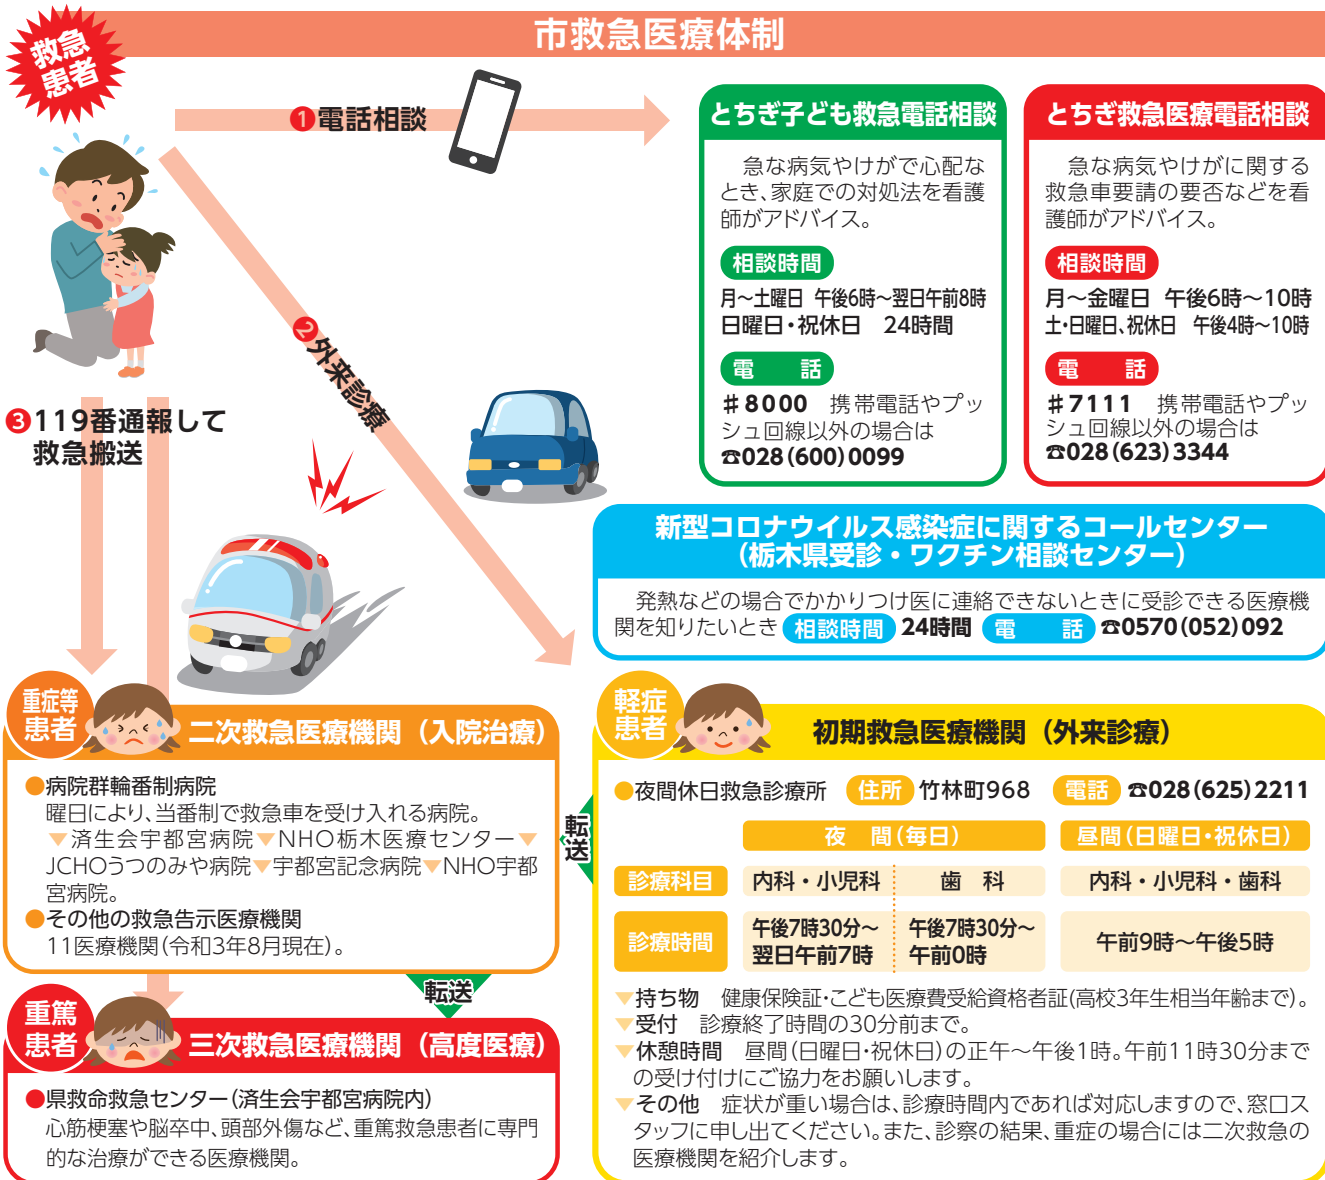 市救急医療体制
救急
患者
❶電話相談
❷外来診療
❸119番通報して
救急搬送
とちぎ子ども救急電話相談
急な病気やけがで心配な
とき、家庭での対処法を看護
師がアドバイス。
相談時間
月～土曜日 午後6時～翌日午前8時
日曜日・祝休日 24時間
電 話
♯8000 携帯電話やプッ
シュ回線以外の場合は
☎028(600)0099
とちぎ救急医療電話相談
急な病気やけがに関する
救急車要請の要否などを看
護師がアドバイス。
相談時間
月～金曜日 午後6時～10時
土・日曜日、祝休日 午後4時～10時
電 話
♯7111 携帯電話やプッ
シュ回線以外の場合は
☎028(623)3344
新型コロナウイルス感染症に関するコールセンター
（栃木県受診・ワクチン相談センター）
発熱などの場合でかかりつけ医に連絡できないときに受診できる医療機
関を知りたいとき 相談時間 24時間 電 話 ☎0570(052)092
重症等
患者
二次救急医療機関（入院治療）
●病院群輪番制病院
曜日により、当番制で救急車を受け入れる病院。
▼済生会宇都宮病院▼NHO栃木医療センター▼
JCHOうつのみや病院▼宇都宮記念病院▼NHO宇都
宮病院。
●その他の救急告示医療機関
11医療機関(令和3年8月現在)。
転送
転送
重篤
患者
三次救急医療機関（高度医療）
●県救命救急センター(済生会宇都宮病院内)
心筋梗塞や脳卒中、頭部外傷など、重篤救急患者に専門
的な治療ができる医療機関。
軽症
患者
初期救急医療機関（外来診療）
●夜間休日救急診療所 住所 竹林町968 電話 ☎028(625)2211
夜 間(毎日) 昼間(日曜日・祝休日)
診療科目 内科・小児科 歯 科 内科・小児科・歯科
診療時間 午後7時30分～翌日午前7時 午後7時30分～午前0時 午前9時～午後5時
▼持ち物 健康保険証・こども医療費受給資格者証(高校3年生相当年齢まで)。
▼受付 診療終了時間の30分前まで。
▼休憩時間 昼間(日曜日・祝休日)の正午～午後1時。午前11時30分まで
の受け付けにご協力をお願いします。
▼その他 症状が重い場合は、診療時間内であれば対応しますので、窓口ス
タッフに申し出てください。また、診察の結果、重症の場合には二次救急の
医療機関を紹介します。